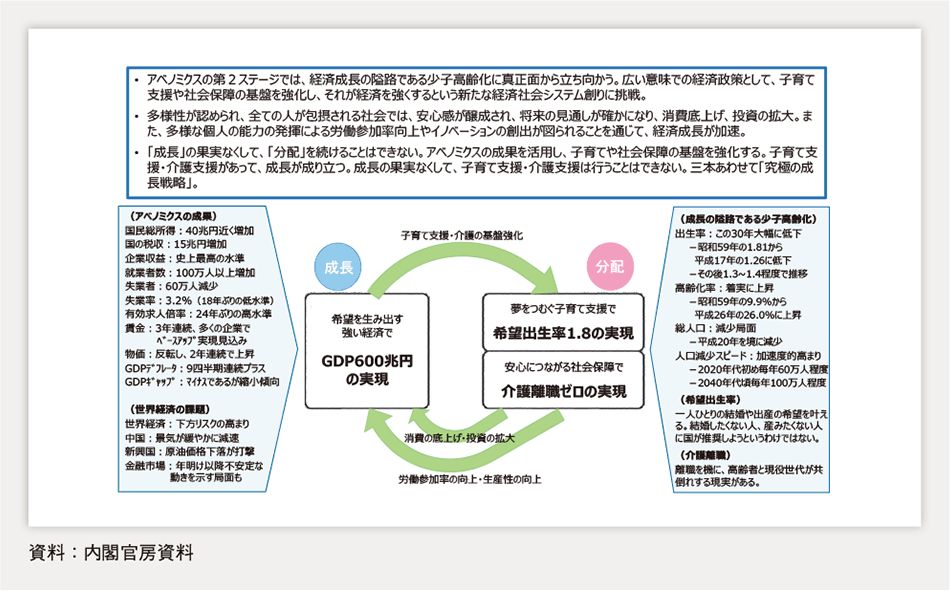 ・ アベノミクスの第２ステージでは、経済成長の隘路である少子高齢化に真正面から立ち向かう。広い意味での経済政策として、子育て
支援や社会保障の基盤を強化し、それが経済を強くするという新たな経済社会システム創りに挑戦。
・ 多様性が認められ、全ての人が包摂される社会では、安心感が醸成され、将来の見通しが確かになり、消費底上げ、投資の拡大。ま
た、多様な個人の能力の発揮による労働参加率向上やイノベーションの創出が図られることを通じて、経済成長が加速。
・ 「成長」の果実なくして、「分配」を続けることはできない。アベノミクスの成果を活用し、子育てや社会保障の基盤を強化する。子育て支
援・介護支援があって、成長が成り立つ。成長の果実なくして、子育て支援・介護支援は行うことはできない。三本あわせて「究極の成
長戦略」。
（アベノミクスの成果）
国民総所得：40兆円近く増加
国の税収：15兆円増加
企業収益：史上最高の水準
就業者数：100万人以上増加
失業者：60万人減少
失業率：3.2%（18年ぶりの低水準）
有効求人倍率：24年ぶりの高水準
賃金：3年連続、多くの企業で
ﾍﾞｰｽｱｯﾌﾟ実現見込み
物価：反転し、2年連続で上昇
GDPﾃﾞﾌﾚｰﾀ：9四半期連続プラス
GDPｷﾞｬｯﾌﾟ：ﾏｲﾅｽであるが縮小傾向
（世界経済の課題）
世界経済：下方リスクの高まり
中国：景気が緩やかに減速
新興国：原油価格下落が打撃
金融市場：年明け以降不安定な
動きを示す局面も
子育て支援・介護の基盤強化
成長
希望を生み出す
強い経済で
GDP600兆円
の実現
分配
夢をつむぐ子育て支援で
希望出生率1.8の実現
安心につながる社会保障で
介護離職ゼロの実現
消費の底上げ・投資の拡大
労働参加率の向上・生産性の向上
（成長の隘路である少子高齢化）
出生率：この30年大幅に低下
－昭和59年の1.81から
平成17年の1.26に低下
－その後1.3～1.4程度で推移
高齢化率：着実に上昇
－昭和59年の9.9%から
平成26年の26.0%に上昇
総人口：減少局面
－平成20年を境に減少
人口減少スピード：加速度的高まり
－2020年代初め毎年60万人程度
－2040年代頃毎年100万人程度
（希望出生率）
一人ひとりの結婚や出産の希望を叶え
る。結婚したくない人、産みたくない人
に国が推奨しようというわけではない。
（介護離職）
離職を機に、高齢者と現役世代が共
倒れする現実がある。
資料：内閣官房資料